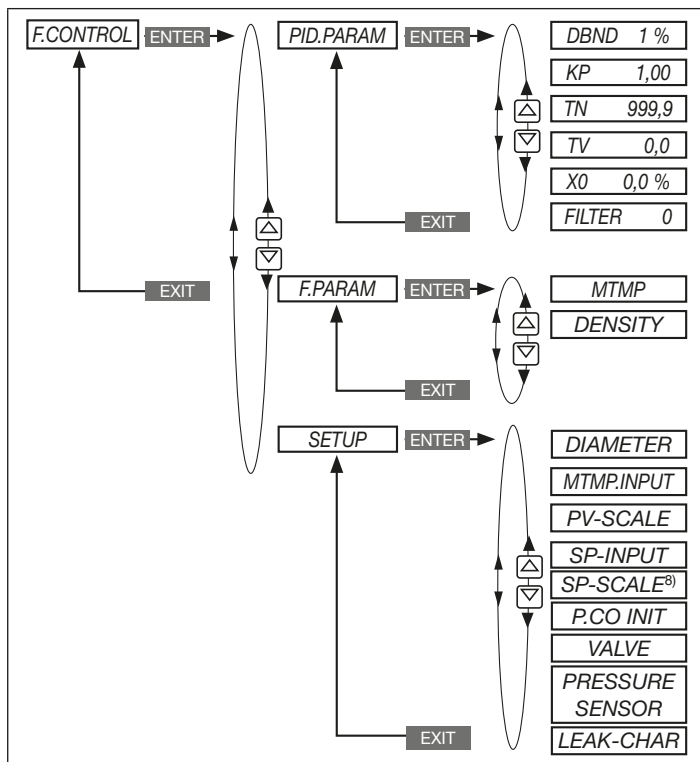 F.CONTROL ENTER PID.PARAM ENTER DBND 1 %
KP 1,00
TN 999,9
TV 0,0
X0 0,0 %
EXIT FILTER 0
EXIT F.PARAM ENTER MTMP
DENSITY
EXIT
SETUP ENTER DIAMETER
MTMP.INPUT
PV-SCALE
SP-INPUT
SP-SCALE8)
P.CO INIT
VALVE
PRESSURE
SENSOR
EXIT LEAK-CHAR